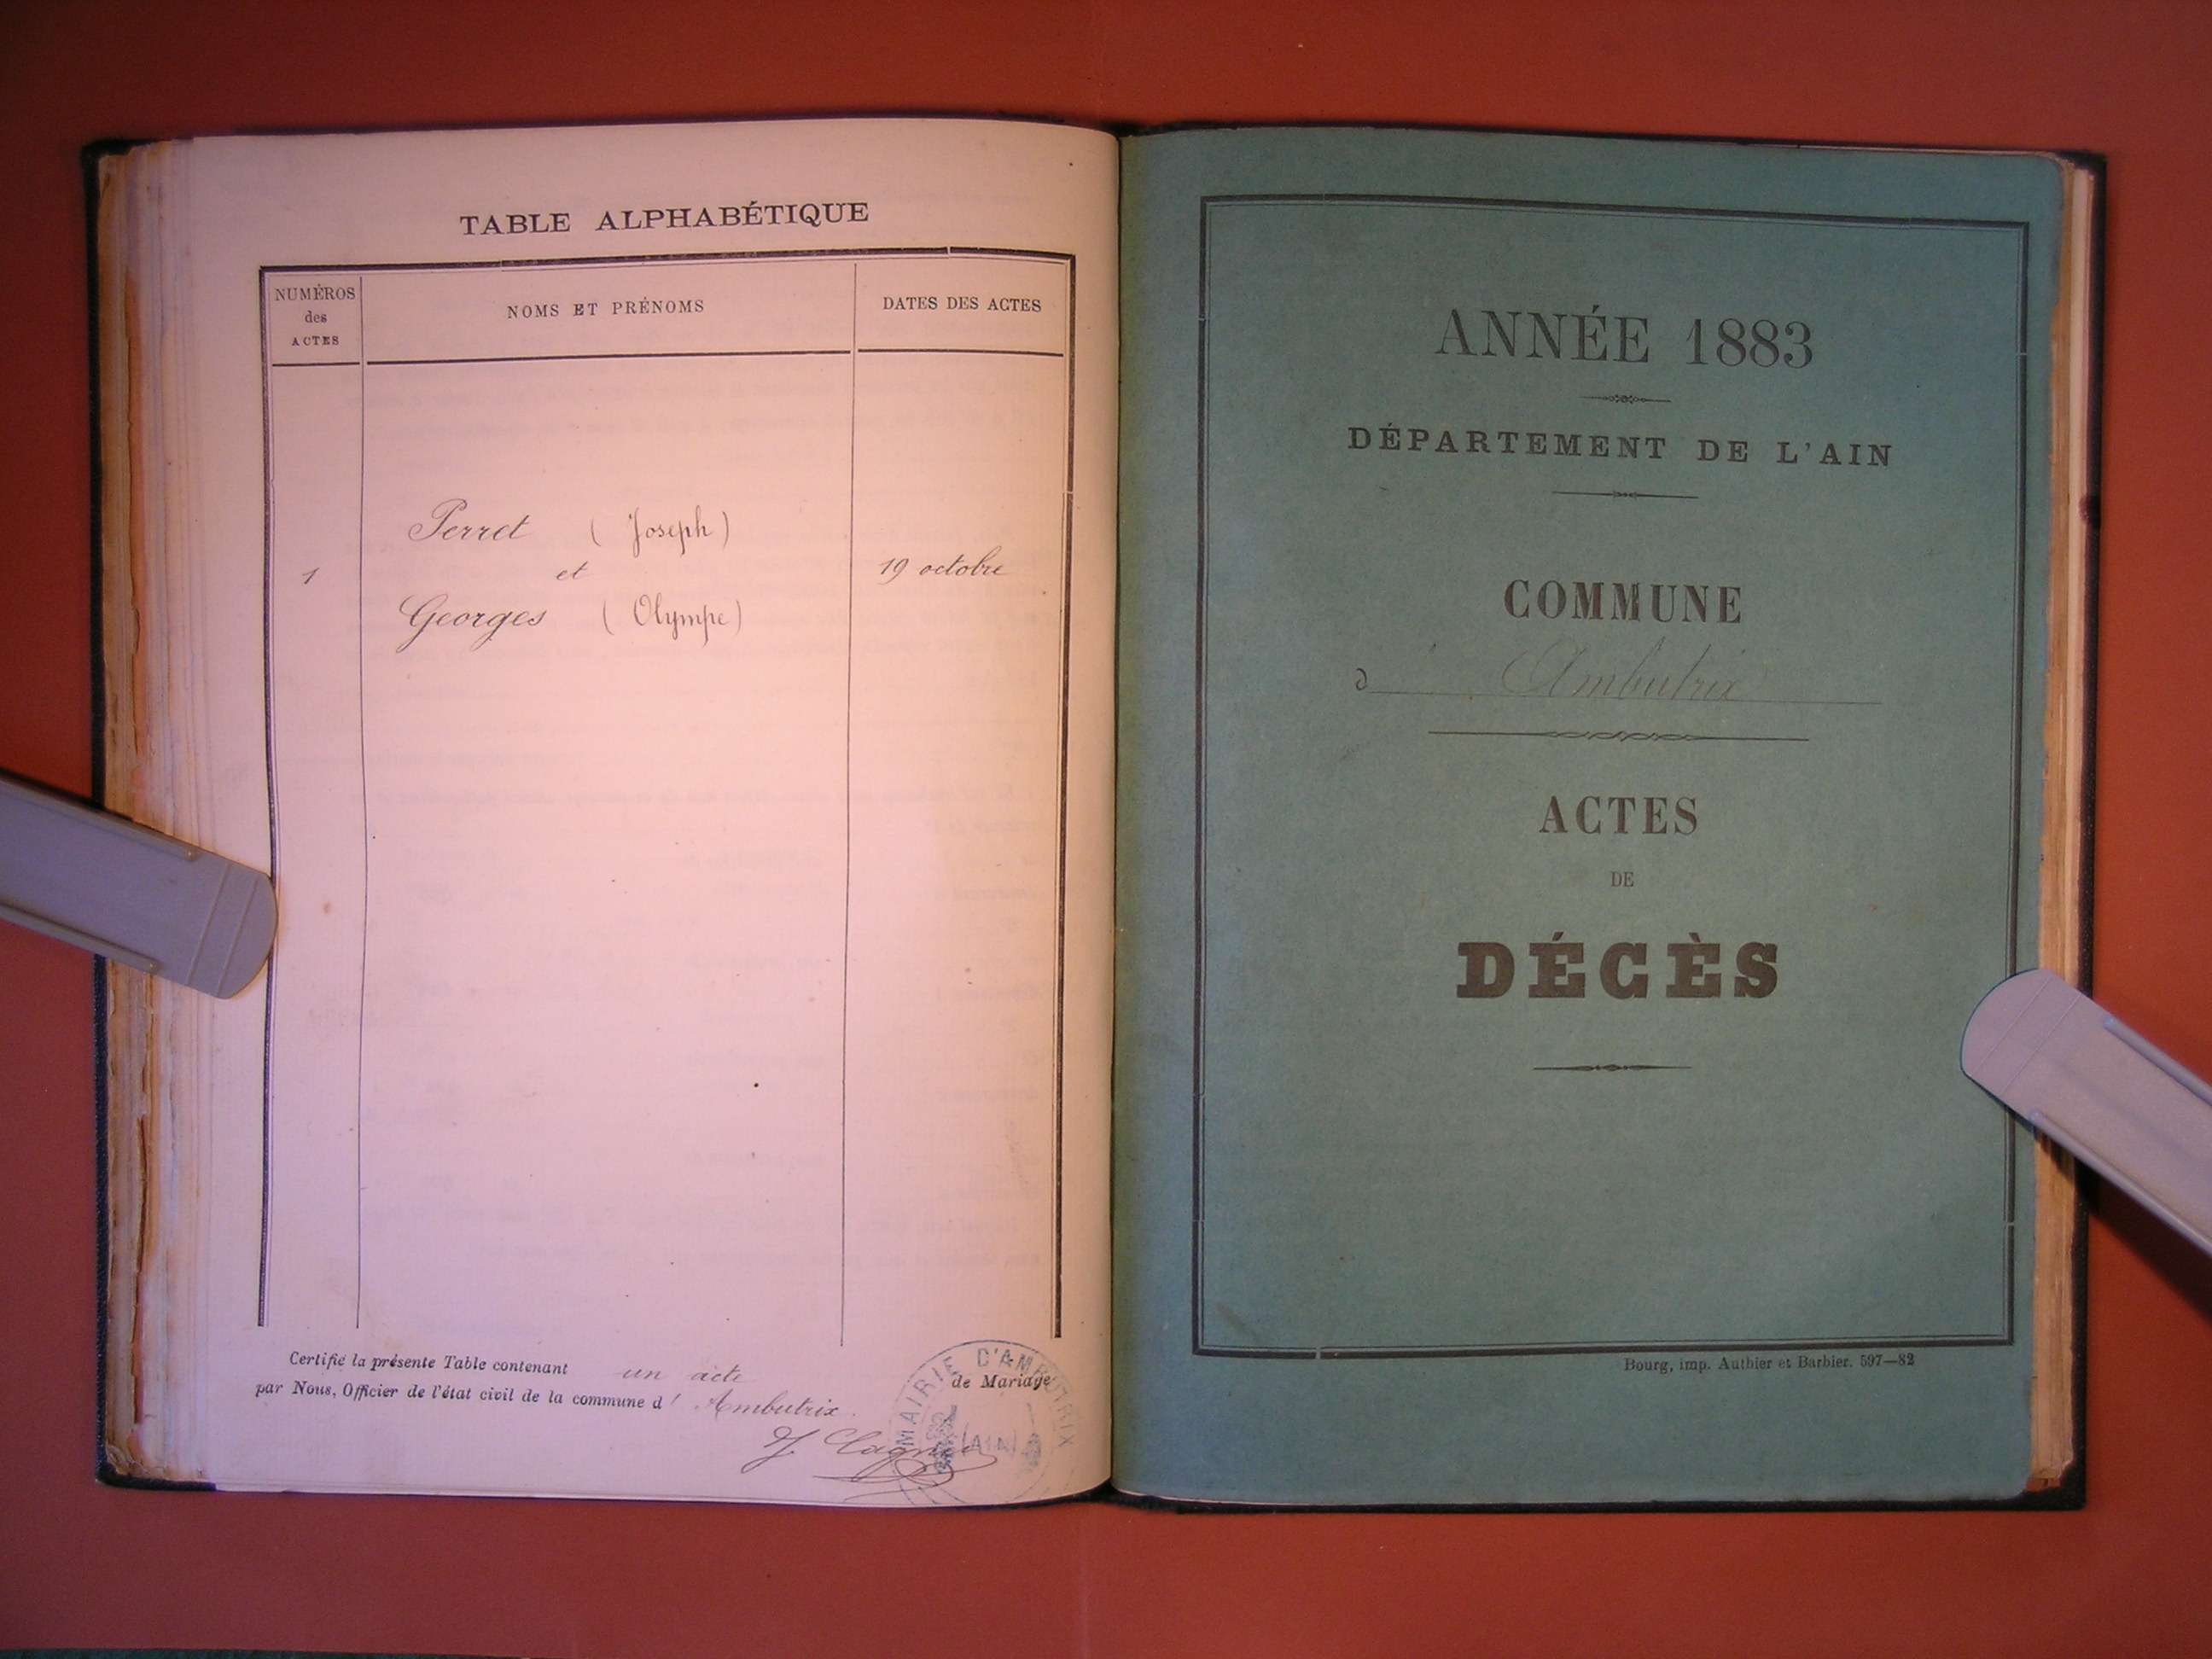 TABLE ALPHABÉTIQUE
NUMÉROS
des
ACTES
NOMS ET PRÉNOMS
DATES DES ACTES
Perret (Joseph)
1 et 19 octobre
Georges (Olympe)
Certifié la présente Table contenant un acte de Mariage
par Nous, Officier de l'état civil de la commune d' Ambutrix.
MAIRIE D'AMBUTRIX
(AIN)
ANNÉE 1883
DÉPARTEMENT DE L'AIN
COMMUNE
d Ambutrix
ACTES
DE
DÉCÈS
Bourg, imp. Authier et Barbier. 597—82